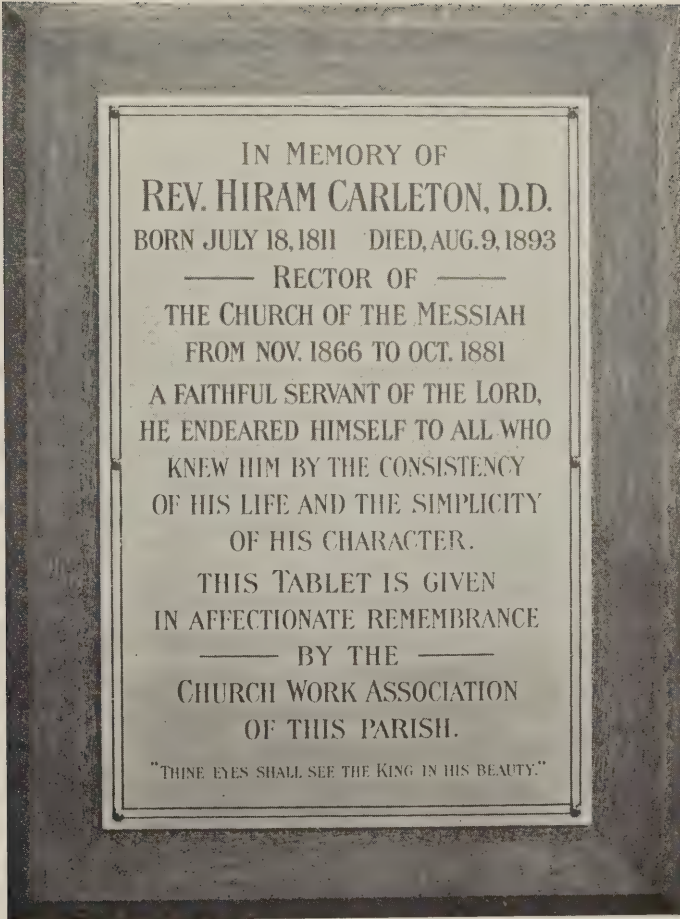 IN MEMORY OF
REV. HIRAM CARLETON, D.D.
BORN JULY 18, 1811 DIED, AUG. 9, 1893
RECTOR OF
THE CHURCH OF THE MESSIAH
FROM NOV. 1866 TO OCT. 1881
A FAITHFUL SERVANT OF THE LORD,
HE ENDEARED HIMSELF TO ALL WHO
KNEW HIM BY THE CONSISTENCY
OF HIS LIFE AND THE SIMPLICITY
OF HIS CHARACTER.
THIS TABLET IS GIVEN
IN AFFECTIONATE REMEMBRANCE
BY THE
CHURCH WORK ASSOCIATION
OF THIS PARISH.
"THINE EYES SHALL SEE THE KING IN HIS BEAUTY."